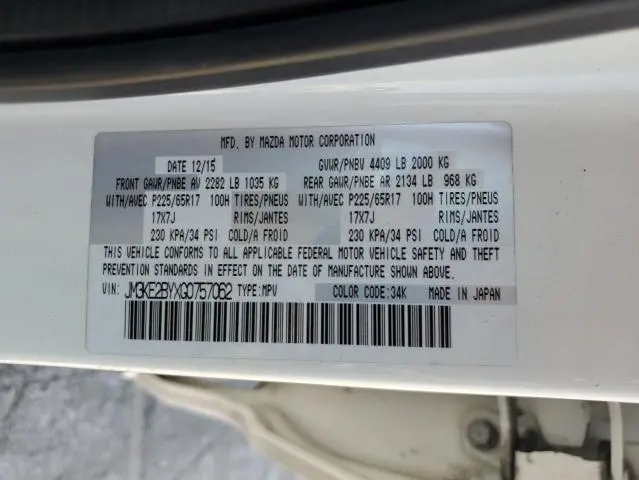 MFD. BY MAZDA MOTOR CORPORATION
DATE 12/15 GVWR/PNBV 4409 LB 2000 KG
FRONT GAWR/PNBE AV 2282 LB 1035 KG REAR GAWR/PNBE AR 2134 LB 968 KG
WITH/AVEC P225/65R17 100H TIRES/PNEUS WITH/AVEC P225/65R17 100H TIRES/PNEUS
17X7J RIMS/JANTES 17X7J RIMS/JANTES
230 KPA/34 PSI COLD/A FROID 230 KPA/34 PSI COLD/A FROID
THIS VEHICLE CONFORMS TO ALL APPLICABLE FEDERAL MOTOR VEHICLE SAFETY AND THEFT
PREVENTION STANDARDS IN EFFECT ON THE DATE OF MANUFACTURE SHOWN ABOVE.
VIN: JM3KE2BYXG0757062 TYPE:MPV COLOR CODE:34K MADE IN JAPAN